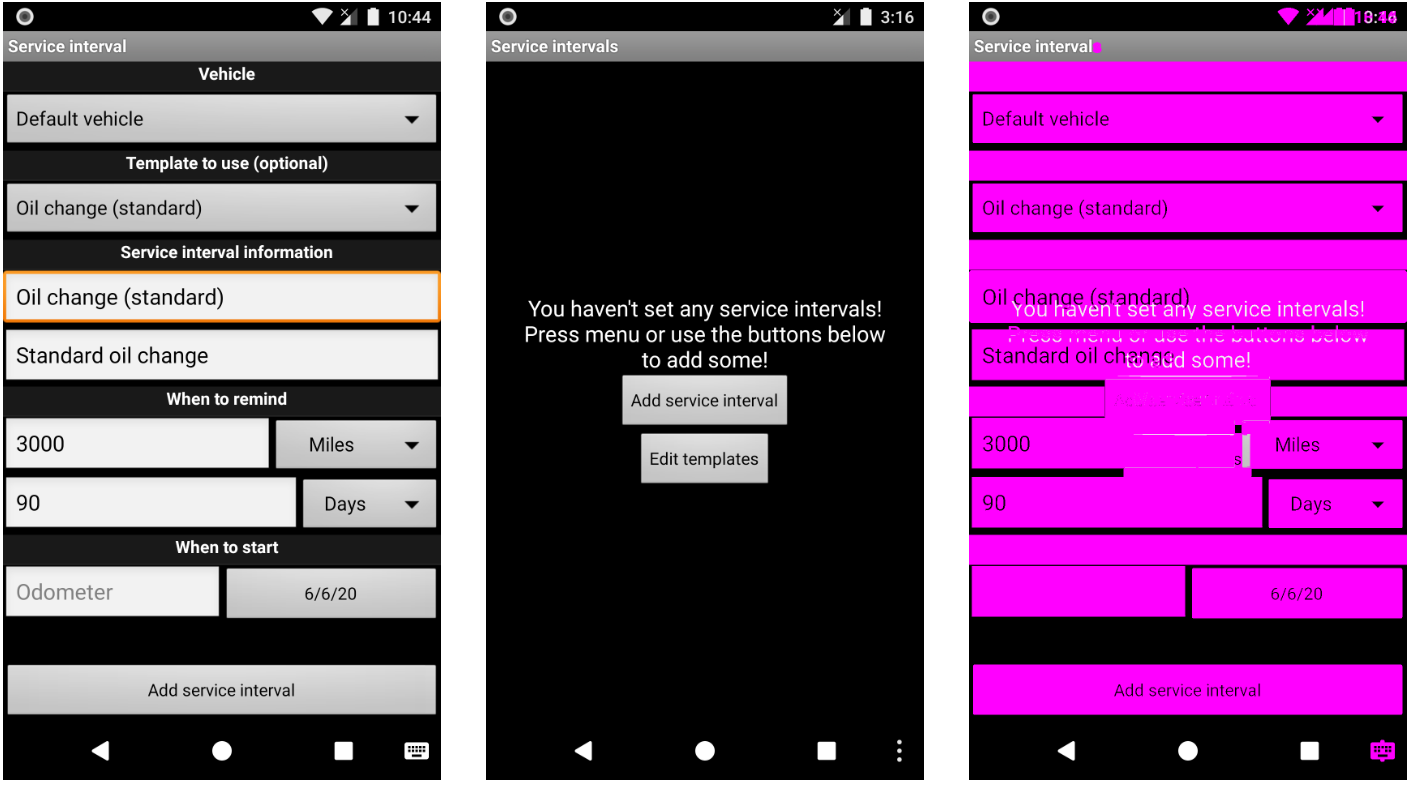 10:44
Service interval
Vehicle
Default vehicle
Template to use (optional)
Oil change (standard)
Service interval information
Oil change (standard)
Standard oil change
When to remind
3000 Miles
90 Days
When to start
Odometer 6/6/20
Add service interval
3:16
Service intervals
You haven't set any service intervals!
Press menu or use the buttons below
to add some!
Add service interval
Edit templates
Service intervals
Default vehicle
Oil change (standard)
Oil change (standard)
You haven't set any service intervals!
Press menu or use the buttons below
Standard oil change
to add some!
3000 s Miles
90 Days
6/6/20
Add service interval